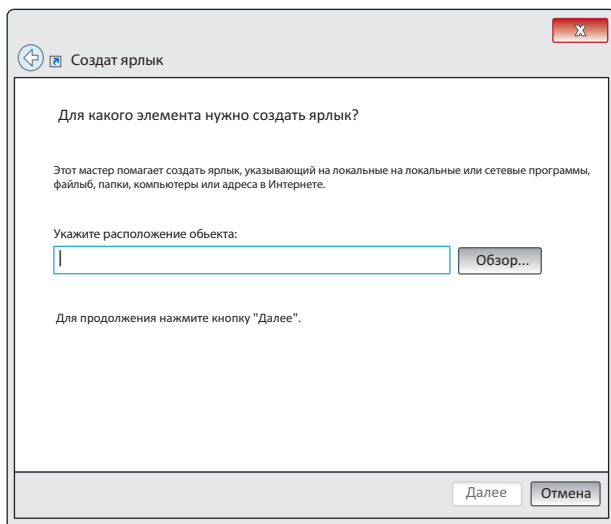 X
Создат ярлык
Для какого элемента нужно создать ярлык?
Этот мастер помагает создать ярлык, указывающий на локальные на локальные или сетевые программы,
файлыб, папки, компьютеры или адреса в Интернете.
Укажите расположение обьекта:
Обзор...
Для продолжения нажмите кнопку "Далее".
Далее
Отмена